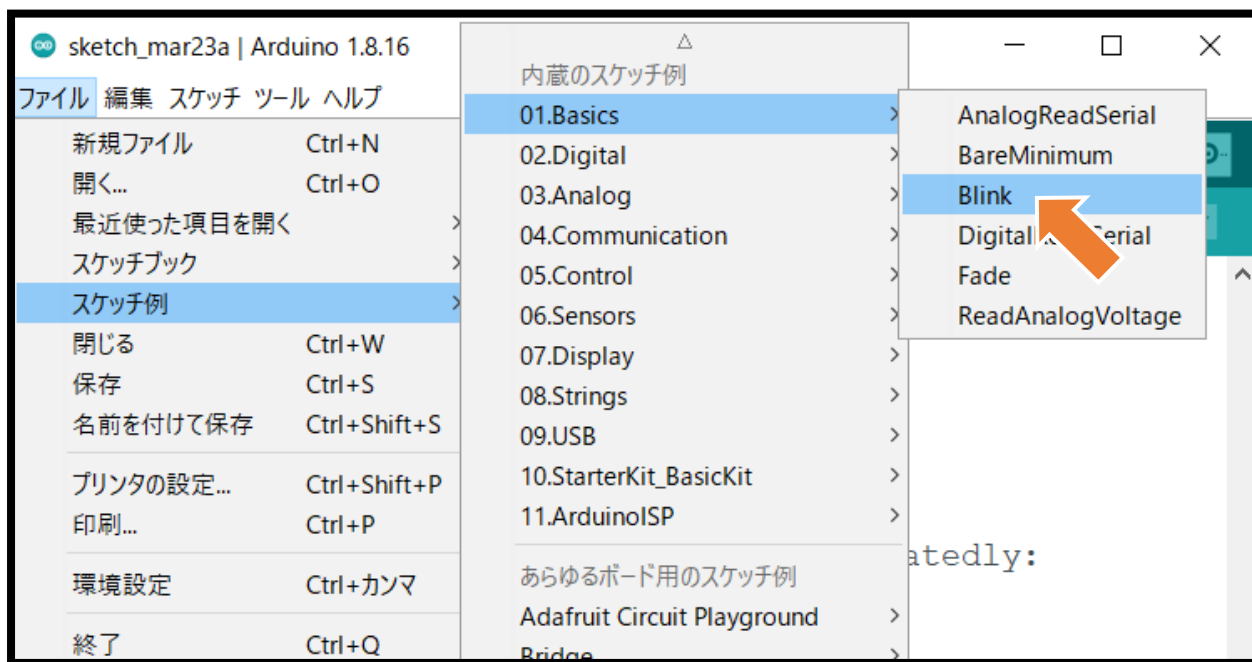 sketch_mar23a | Arduino 1.8.16
ファイル 編集 スケッチ ツール ヘルプ
新規ファイル Ctrl+N
開く... Ctrl+O
最近使った項目を開く
スケッチブック
スケッチ例
閉じる Ctrl+W
保存 Ctrl+S
名前を付けて保存 Ctrl+Shift+S
プリンタの設定... Ctrl+Shift+P
印刷... Ctrl+P
環境設定 Ctrl+カンマ
終了 Ctrl+Q
内蔵のスケッチ例
01.Basics
02.Digital
03.Analog
04.Communication
05.Control
06.Sensors
07.Display
08.Strings
09.USB
10.StarterKit_BasicKit
11.ArduinoISP
あらゆるボード用のスケッチ例
Adafruit Circuit Playground
Bridge
AnalogReadSerial
BareMinimum
Blink
Fade
ReadAnalogVoltage
atedly: